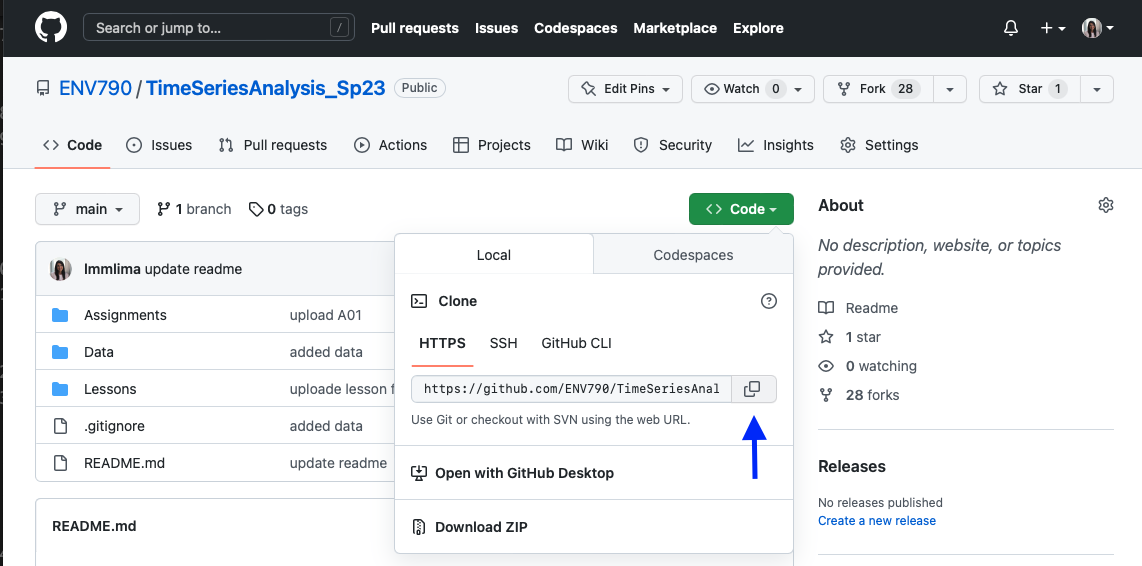 Search or jump to... /
Pull requests Issues Codespaces Marketplace Explore
ENV790 / TimeSeriesAnalysis_Sp23 Public
Edit Pins Watch 0 Fork 28 Star 1
Code Issues Pull requests Actions Projects Wiki Security Insights Settings
main 1 branch 0 tags Code
lmmlima update readme
Assignments upload A01
Data added data
Lessons uploade lesson
.gitignore added data
README.md update readme
README.md
Local Codespaces
Clone
HTTPS SSH GitHub CLI
https://github.com/ENV790/TimeSeriesAnal
Use Git or checkout with SVN using the web URL.
Open with GitHub Desktop
Download ZIP
About
No description, website, or topics
provided.
Readme
1 star
0 watching
28 forks
Releases
No releases published
Create a new release